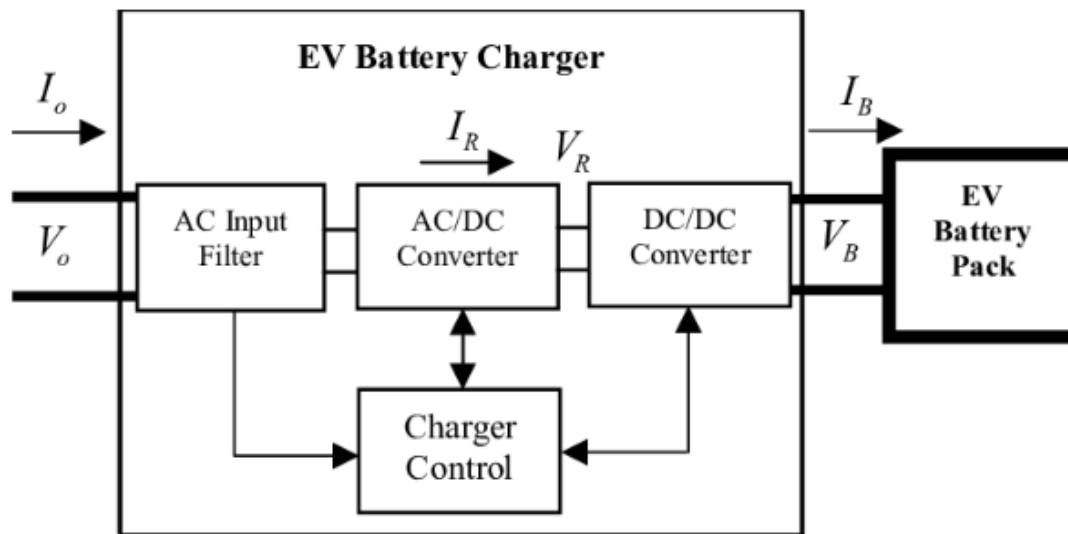 EV Battery Charger
I_o
I_R
V_R
I_B
V_o
AC Input
Filter
AC/DC
Converter
DC/DC
Converter
V_B
EV
Battery
Pack
Charger
Control